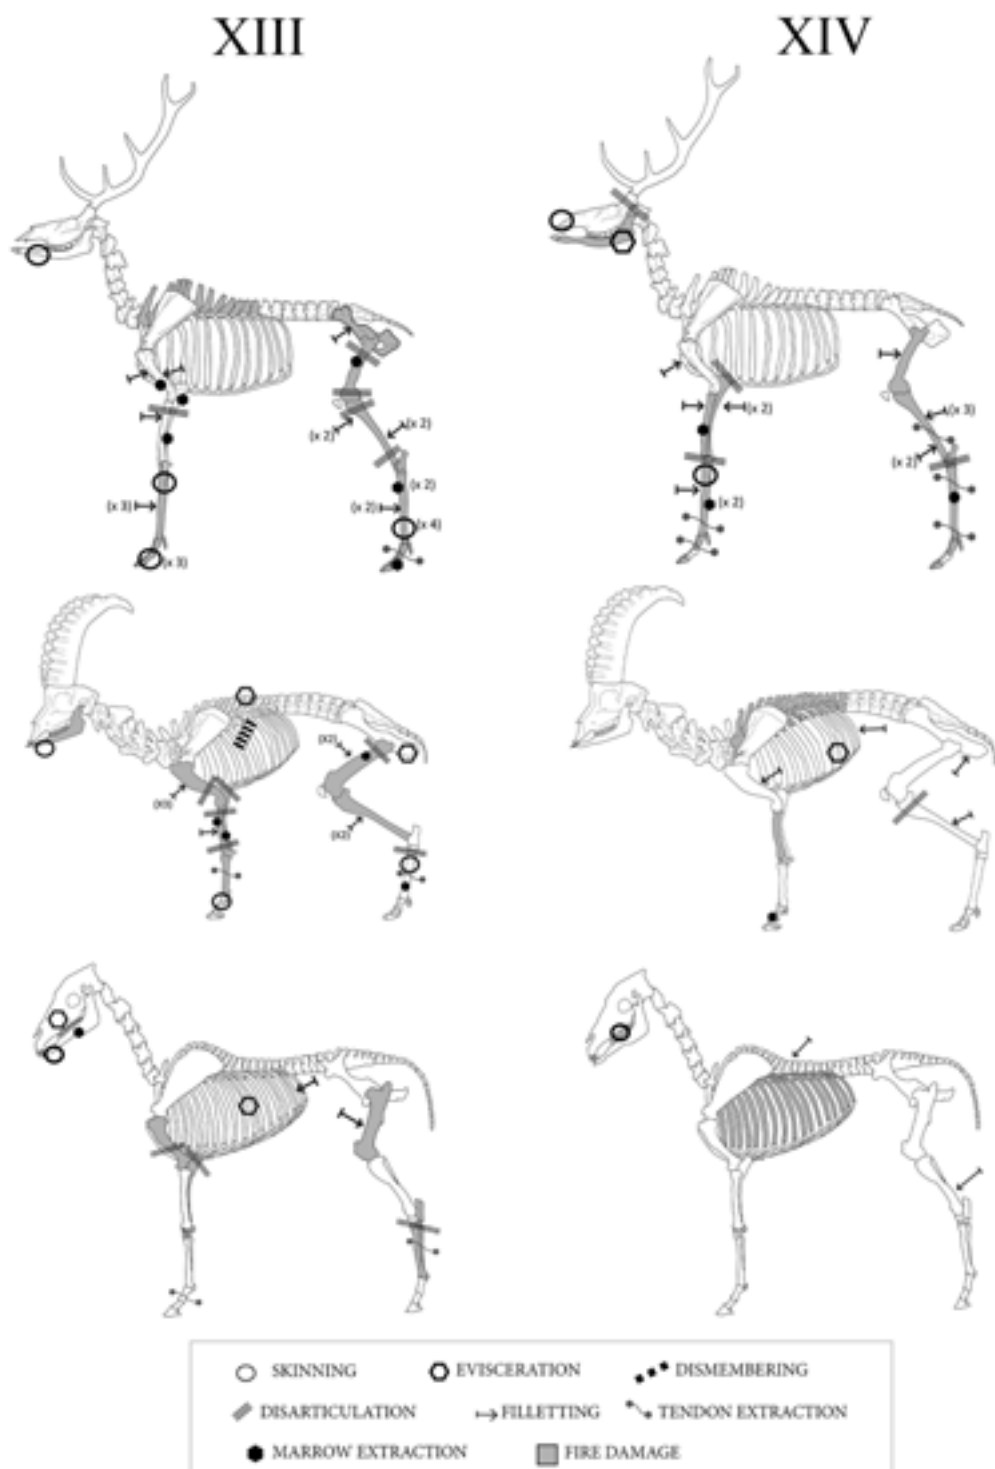 XIII XIV
(x 2)
(x 2) (x 2) (x 3)
(x 2)
(x 2)
(x 3) (x 2) (x 4) (x 2)
(x 3)
(X2)
(X3)
(X2)
SKINNING EVISCERATION DISMEMBERING
DISARTICULATION FILLETTING TENDON EXTRACTION
MARROW EXTRACTION FIRE DAMAGE